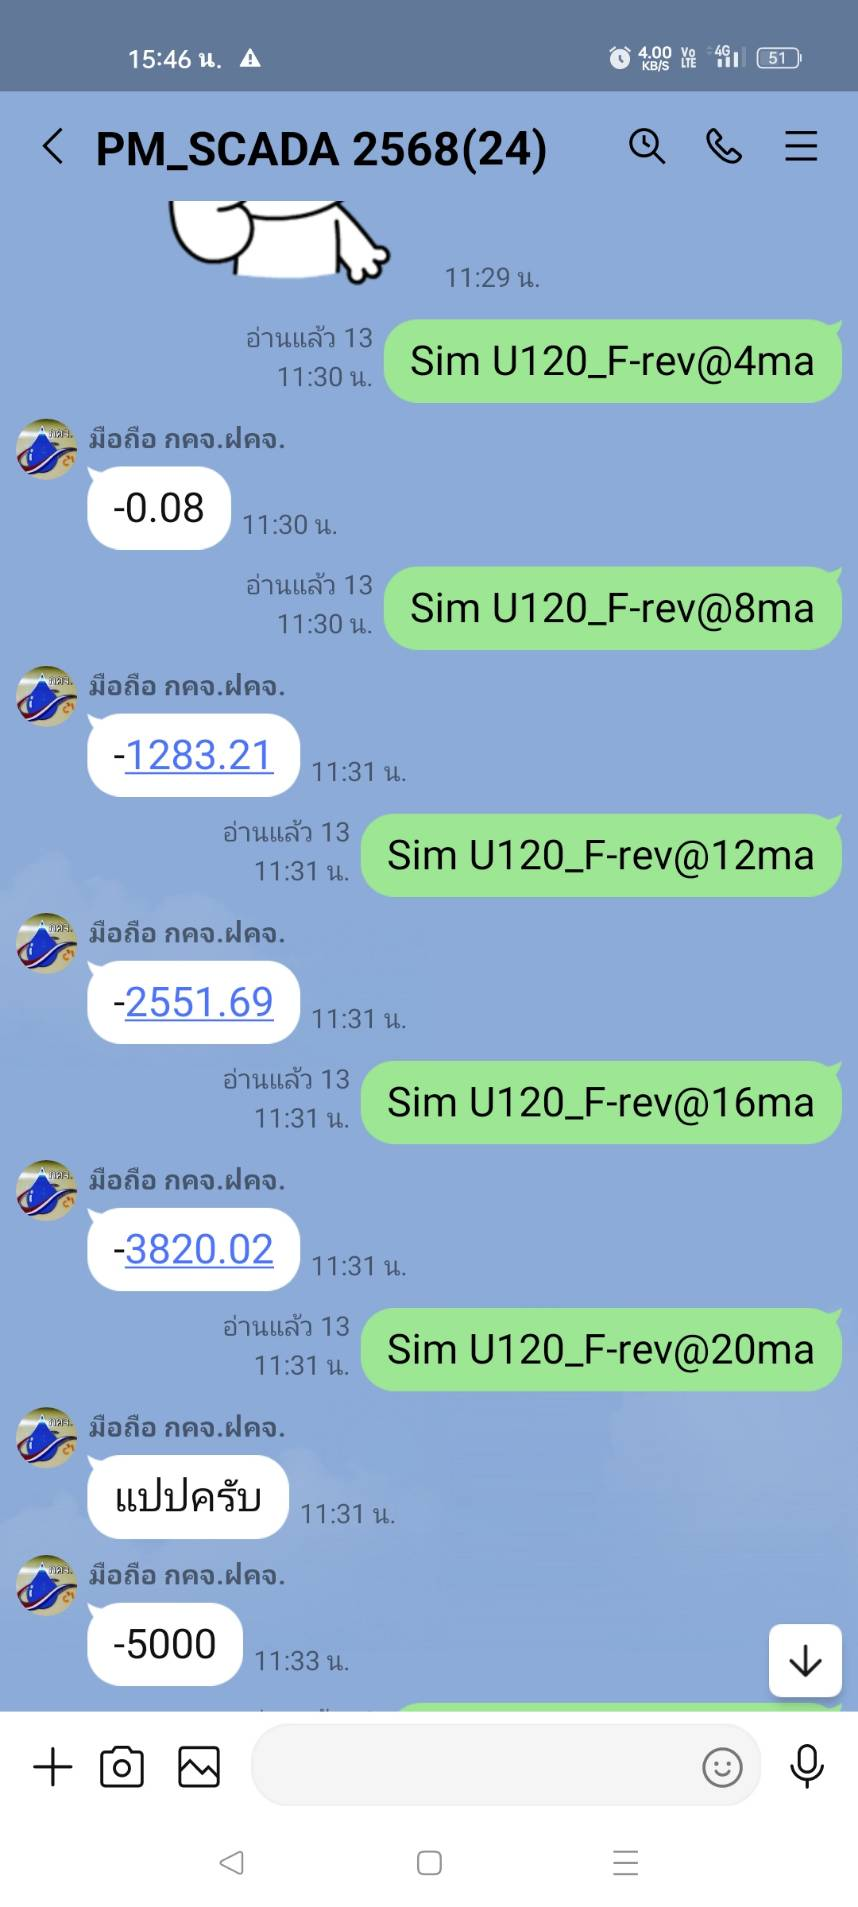 15:46 น.
4.00 KB/S Vo LTE 4G 51
PM_SCADA 2568(24)
11:29 น.
อ่านแล้ว 13
11:30 น.
Sim U120_F-rev@4ma
มือถือ กคจ.ฝคจ.
-0.08
11:30 น.
อ่านแล้ว 13
11:30 น.
Sim U120_F-rev@8ma
มือถือ กคจ.ฝคจ.
-1283.21
11:31 น.
อ่านแล้ว 13
11:31 น.
Sim U120_F-rev@12ma
มือถือ กคจ.ฝคจ.
-2551.69
11:31 น.
อ่านแล้ว 13
11:31 น.
Sim U120_F-rev@16ma
มือถือ กคจ.ฝคจ.
-3820.02
11:31 น.
อ่านแล้ว 13
11:31 น.
Sim U120_F-rev@20ma
มือถือ กคจ.ฝคจ.
แปปครับ
11:31 น.
มือถือ กคจ.ฝคจ.
-5000
11:33 น.